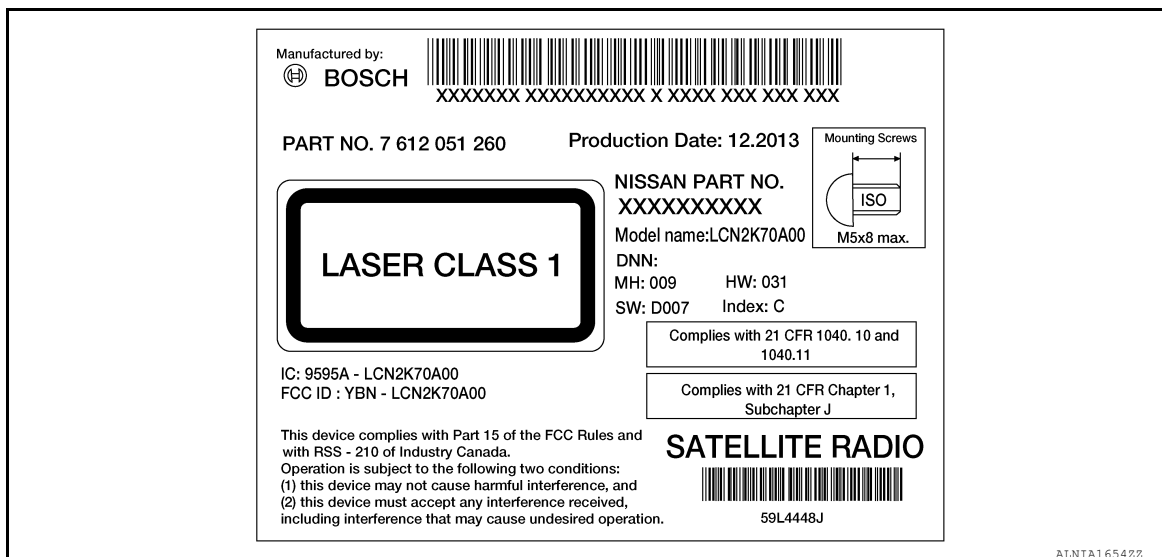 Manufactured by:
BOSCH
XXXXXXX XXXXXXXXXX X XXXX XXX XXX XXX
PART NO. 7 612 051 260
Production Date: 12.2013
Mounting Screws
ISO
M5x8 max.
LASER CLASS 1
NISSAN PART NO.
XXXXXXXXXX
Model name:LCN2K70A00
DNN:
MH: 009 HW: 031
SW: D007 Index: C
Complies with 21 CFR 1040. 10 and
1040.11
Complies with 21 CFR Chapter 1,
Subchapter J
IC: 9595A - LCN2K70A00
FCC ID : YBN - LCN2K70A00
This device complies with Part 15 of the FCC Rules and
with RSS - 210 of Industry Canada.
Operation is subject to the following two conditions:
(1) this device may not cause harmful interference, and
(2) this device must accept any interference received,
including interference that may cause undesired operation.
SATELLITE RADIO
59L4448J
ALNIA1654ZZ